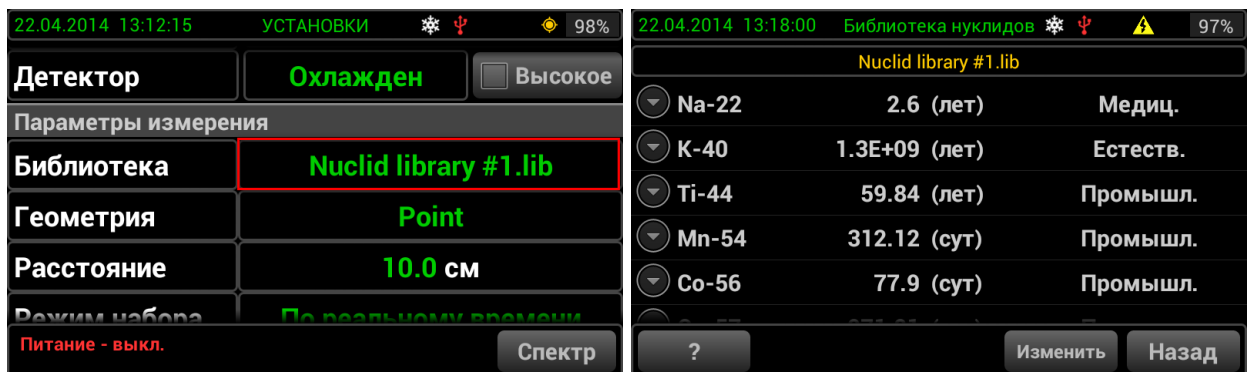 22.04.2014 13:12:15 УСТАНОВКИ 98%
Детектор Охлажден Высокое
Параметры измерения
Библиотека Nuclid library #1.lib
Геометрия Point
Расстояние 10.0 см
Режим набора По реальному времени
Питание - выкл. Спектр
22.04.2014 13:18:00 Библиотека нуклидов 97%
Nuclid library #1.lib
Na-22 2.6 (лет) Медиц.
K-40 1.3E+09 (лет) Естеств.
Ti-44 59.84 (лет) Промышл.
Mn-54 312.12 (сут) Промышл.
Co-56 77.9 (сут) Промышл.
? Изменить Назад